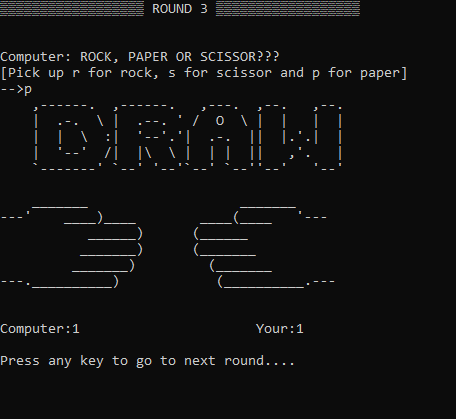 ROUND 3
Computer: ROCK, PAPER OR SCISSOR???
[Pick up r for rock, s for scissor and p for paper]
-->p
DRAW
Computer:1 Your:1
Press any key to go to next round....